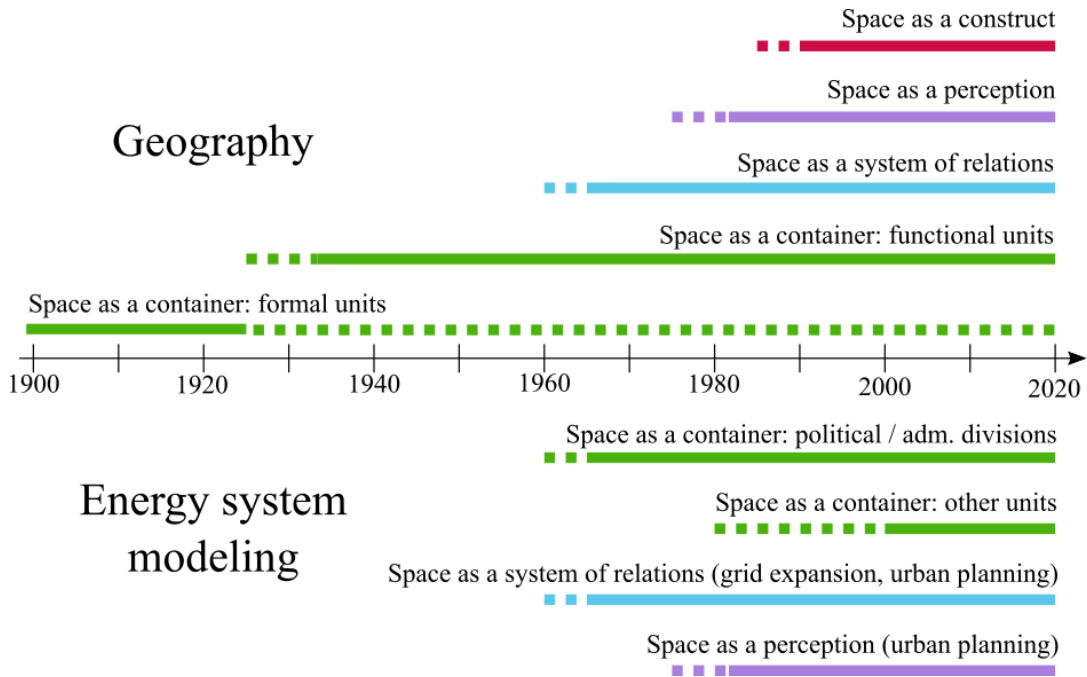 Space as a construct
Space as a perception
Geography
Space as a system of relations
Space as a container: functional units
Space as a container: formal units
1900 1920 1940 1960 1980 2000 2020
Space as a container: political / adm. divisions
Energy system
modeling
Space as a container: other units
Space as a system of relations (grid expansion, urban planning)
Space as a perception (urban planning)